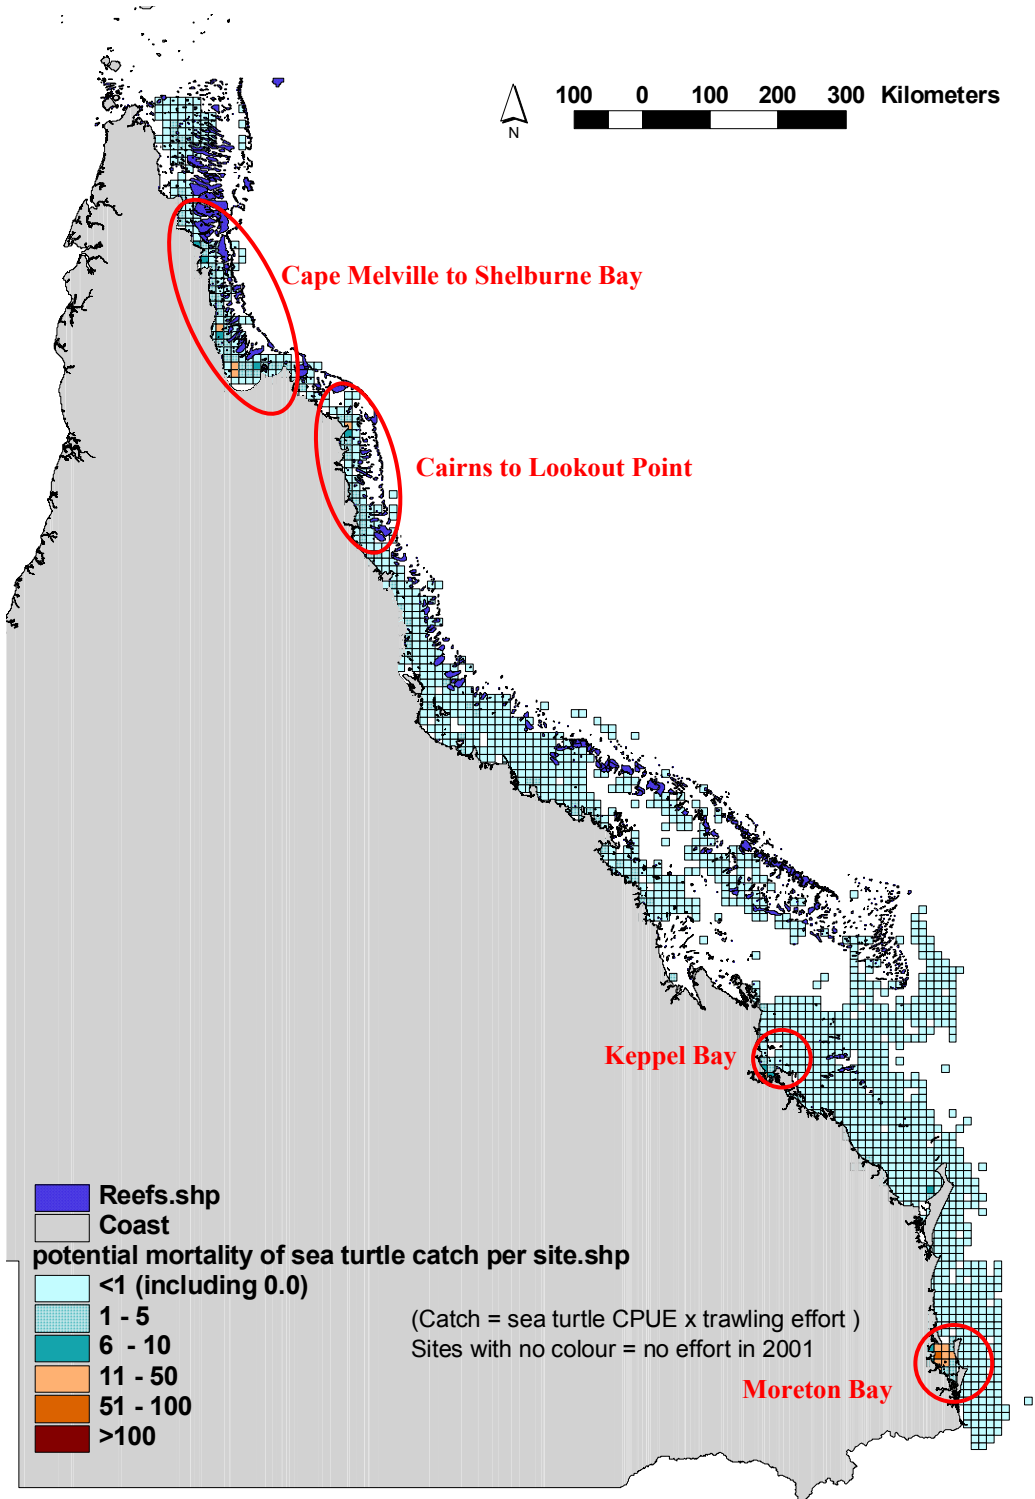 100 0 100 200 300 Kilometers
N
Cape Melville to Shelburne Bay
Cairns to Lookout Point
Keppel Bay
Reefs.shp
Coast
potential mortality of sea turtle catch per site.shp
<1 (including 0.0)
1 - 5
6 - 10
11 - 50
51 - 100
>100
(Catch = sea turtle CPUE x trawling effort )
Sites with no colour = no effort in 2001
Moreton Bay